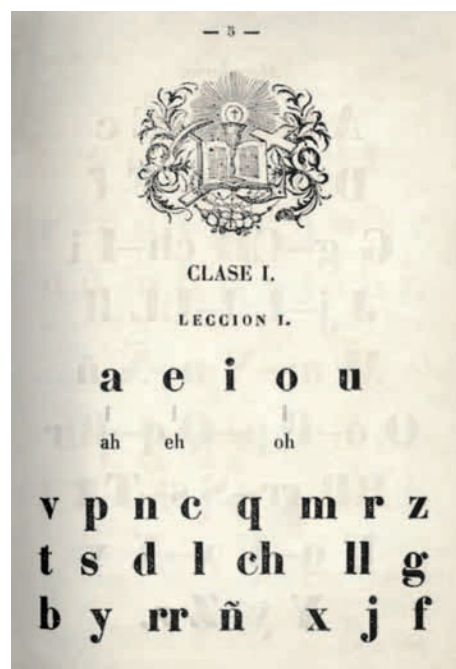 — 5 —
CLASE I.
LECCION I.
a e i o u
ah eh oh
v p n c q m r z
t s d l ch ll g
b y rr ñ x j f